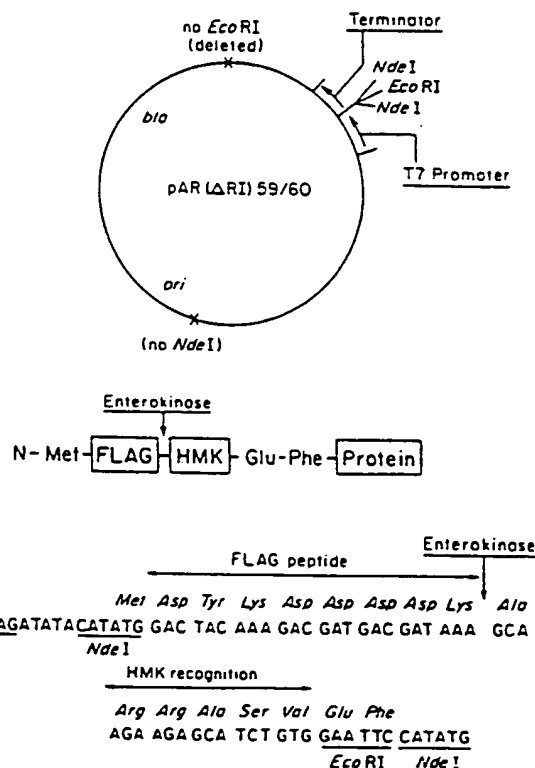 no EcoRI
(deleted)
Terminator
NdeI
EcoRI
NdeI
bla
pAR (ΔRI) 59/60
T7 Promoter
ori
(no NdeI)
Enterokinase
N-Met-FLAG-HMK-Glu-Phe-Protein
Enterokinase
FLAG peptide
Met Asp Tyr Lys Asp Asp Asp Asp Lys Ala
AGATATACATATG GAC TAC AAA GAC GAT GAC GAT AAA GCA
NdeI
HMK recognition
Arg Arg Ala Ser Val Glu Phe
AGA AGA GCA TCT GTG GAA TTC CATATG
EcoRI NdeI